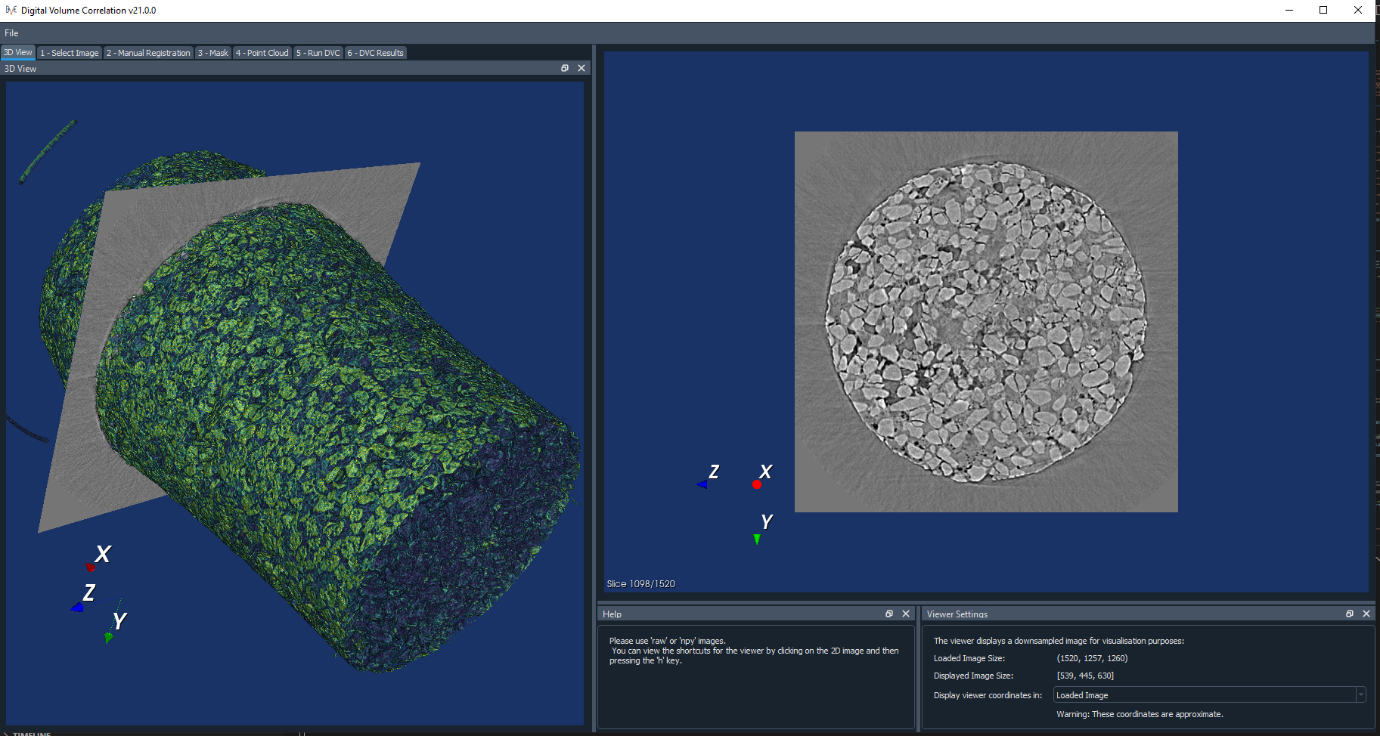 DVC Digital Volume Correlation v21.0.0
File
3D View 1 - Select Image 2 - Manual Registration 3 - Mask 4 - Point Cloud 5 - Run DVC 6 - DVC Results
3D View
X
Z
Y
Z X
Y
Slice 1098/1520
Help
Please use 'raw' or 'npy' images.
You can view the shortcuts for the viewer by clicking on the 2D image and then
pressing the 'h' key.
Viewer Settings
The viewer displays a downsampled image for visualisation purposes:
Loaded Image Size: (1520, 1257, 1260)
Displayed Image Size: [539, 445, 630]
Display viewer coordinates in: Loaded Image
Warning: These coordinates are approximate.
TIMELINE